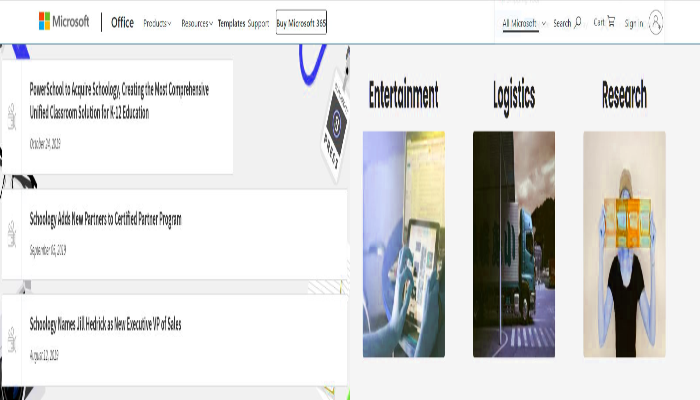 Microsoft
Office
Products
Resources
Templates
Support
Buy Microsoft 365
All Microsoft
Search
Cart
Sign in
PowerSchool to Acquire Schoology, Creating the Most Comprehensive
Unified Classroom Solution for K-12 Education
October 24, 2019
PRESS
Schoology Adds New Partners to Certified Partner Program
September 05, 2019
Schoology Names Jill Hedrick as New Executive VP of Sales
August 12, 2019
Entertainment
Logistics
Research